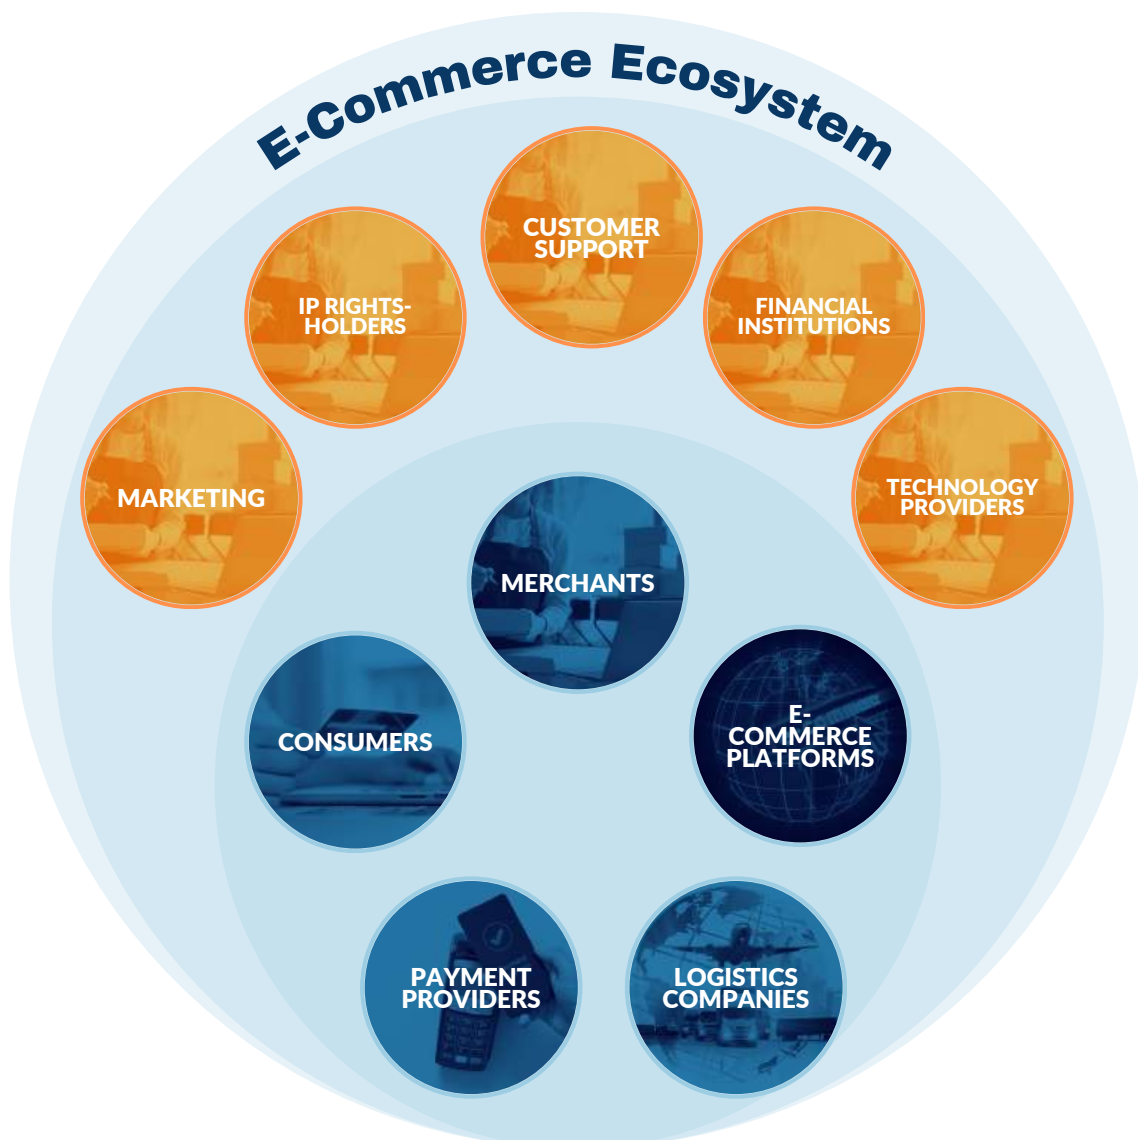 E-Commerce Ecosystem
CUSTOMER
SUPPORT
IP RIGHTS-
HOLDERS
FINANCIAL
INSTITUTIONS
MARKETING
TECHNOLOGY
PROVIDERS
MERCHANTS
CONSUMERS
E-
COMMERCE
PLATFORMS
PAYMENT
PROVIDERS
LOGISTICS
COMPANIES